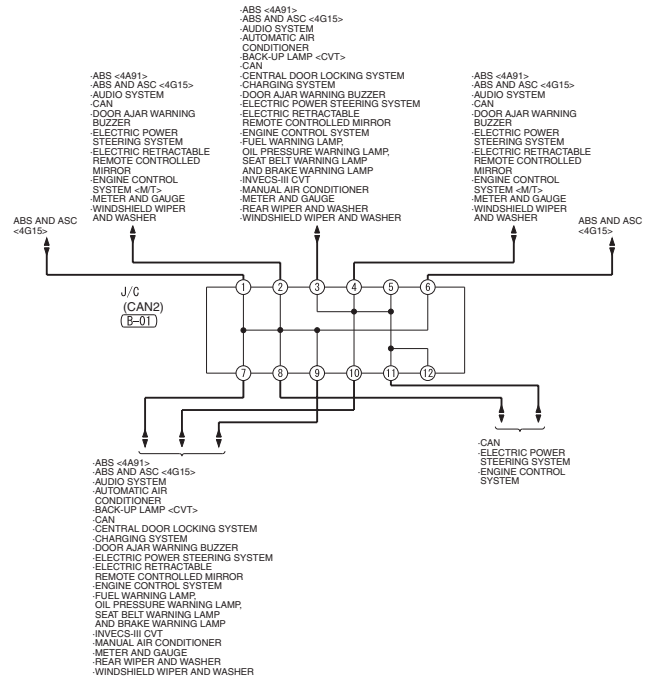 ·ABS <4A91>
·ABS AND ASC <4G15>
·AUDIO SYSTEM
·AUTOMATIC AIR
CONDITIONER
·BACK-UP LAMP <CVT>
·CAN
·CENTRAL DOOR LOCKING SYSTEM
·CHARGING SYSTEM
·DOOR AJAR WARNING BUZZER
·ELECTRIC POWER STEERING SYSTEM
·ELECTRIC RETRACTABLE
REMOTE CONTROLLED MIRROR
·ENGINE CONTROL SYSTEM
·FUEL WARNING LAMP,
OIL PRESSURE WARNING LAMP,
SEAT BELT WARNING LAMP
AND BRAKE WARNING LAMP
·INVECS-III CVT
·MANUAL AIR CONDITIONER
·METER AND GAUGE
·REAR WIPER AND WASHER
·WINDSHIELD WIPER AND WASHER
·ABS <4A91>
·ABS AND ASC <4G15>
·AUDIO SYSTEM
·CAN
·DOOR AJAR WARNING
BUZZER
·ELECTRIC POWER
STEERING SYSTEM
·ELECTRIC RETRACTABLE
REMOTE CONTROLLED
MIRROR
·ENGINE CONTROL
SYSTEM <M/T>
·METER AND GAUGE
·WINDSHIELD WIPER
AND WASHER
·ABS <4A91>
·ABS AND ASC <4G15>
·AUDIO SYSTEM
·CAN
·DOOR AJAR WARNING
BUZZER
·ELECTRIC POWER
STEERING SYSTEM
·ELECTRIC RETRACTABLE
REMOTE CONTROLLED
MIRROR
·ENGINE CONTROL
SYSTEM <M/T>
·METER AND GAUGE
·WINDSHIELD WIPER
AND WASHER
ABS AND ASC
<4G15>
ABS AND ASC
<4G15>
J/C
(CAN2)
B-01
1 2 3 4 5 6
7 8 9 10 11 12
·ABS <4A91>
·ABS AND ASC <4G15>
·AUDIO SYSTEM
·AUTOMATIC AIR
CONDITIONER
·BACK-UP LAMP <CVT>
·CAN
·CENTRAL DOOR LOCKING SYSTEM
·CHARGING SYSTEM
·DOOR AJAR WARNING BUZZER
·ELECTRIC POWER STEERING SYSTEM
·ELECTRIC RETRACTABLE
REMOTE CONTROLLED MIRROR
·ENGINE CONTROL SYSTEM
·FUEL WARNING LAMP,
OIL PRESSURE WARNING LAMP,
SEAT BELT WARNING LAMP
AND BRAKE WARNING LAMP
·INVECS-III CVT
·MANUAL AIR CONDITIONER
·METER AND GAUGE
·REAR WIPER AND WASHER
·WINDSHIELD WIPER AND WASHER
·CAN
·ELECTRIC POWER
STEERING SYSTEM
·ENGINE CONTROL
SYSTEM